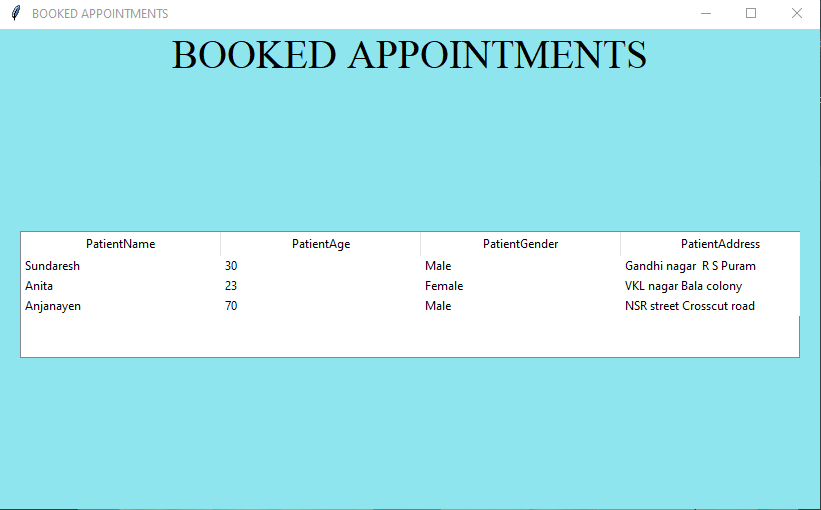 BOOKED APPOINTMENTS
BOOKED APPOINTMENTS
PatientName PatientAge PatientGender PatientAddress
Sundaresh 30 Male Gandhi nagar  R S Puram
Anita 23 Female VKL nagar Bala colony
Anjanayen 70 Male NSR street Crosscut road